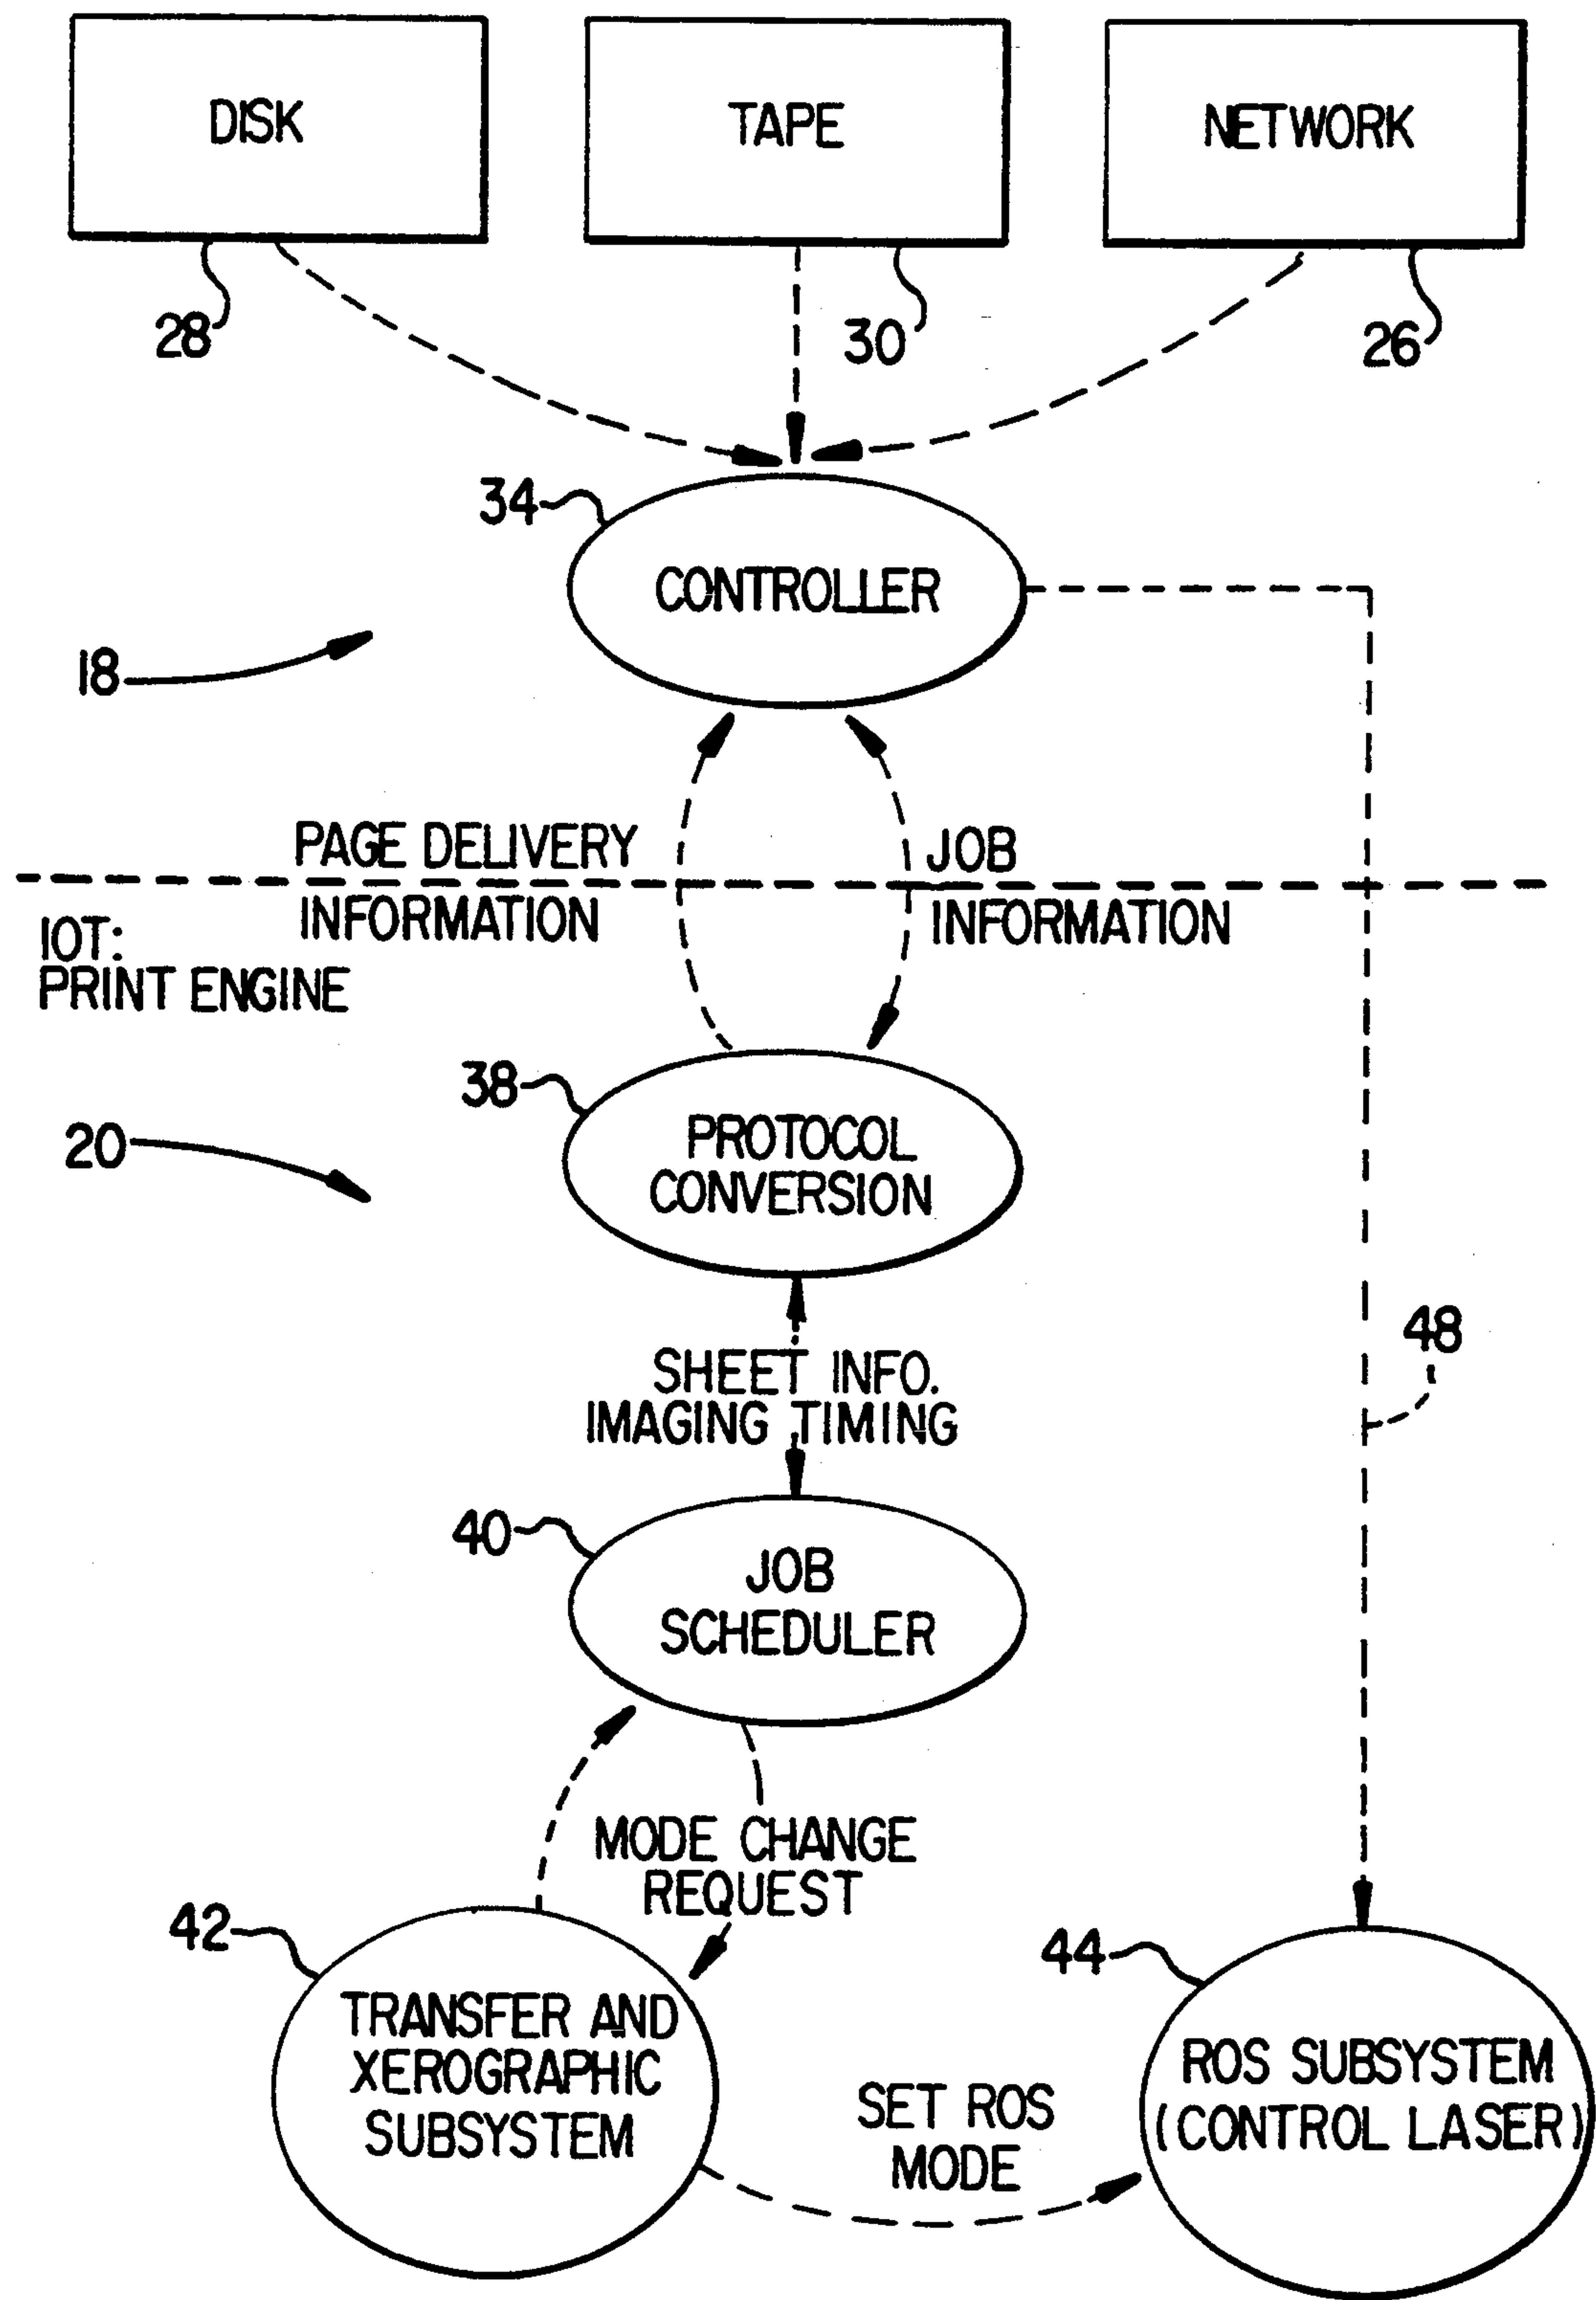 DISK
TAPE
NETWORK
28
30
26
34
CONTROLLER
18
PAGE DELIVERY
INFORMATION
JOB
INFORMATION
IOT:
PRINT ENGINE
38
PROTOCOL
CONVERSION
20
48
SHEET INFO.
IMAGING TIMING
40
JOB
SCHEDULER
MODE CHANGE
REQUEST
42
TRANSFER AND
XEROGRAPHIC
SUBSYSTEM
44
ROS SUBSYSTEM
(CONTROL LASER)
SET ROS
MODE